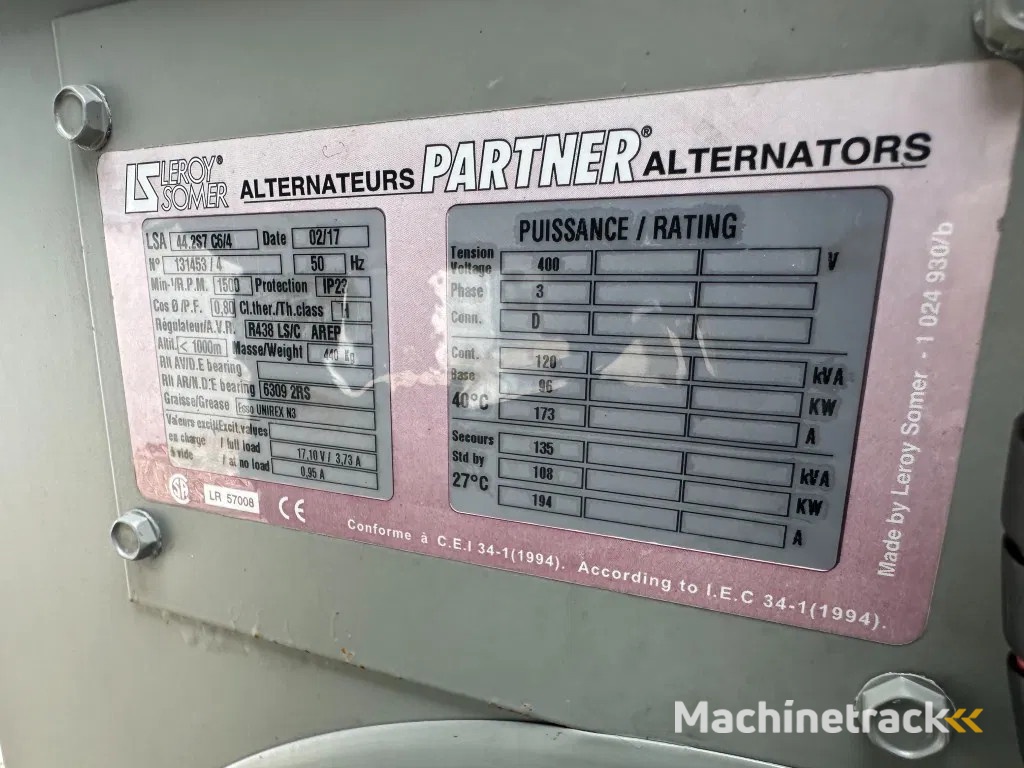 LEROY® SOMER ALTERNATEURS PARTNER® ALTERNATORS
LSA 44.2S7 C6/4 Date 02/17
N° 131453 / 4 50 Hz
Min-¹/R.P.M. 1500 Protection IP23
Cos Ø/P.F. 0,80 Cl.ther./Th.class
Régulateur/A.V.R. R438 LS/C AREP
Altit. < 1000m Masse/Weight 440 Kg
Rlt AV/D.E bearing
Rlt AR/N.D.E bearing 6309 2RS
Graisse/Grease Esso UNIREX N3
Valeurs excit/Excit.values
en charge / full load 17,10 V / 3,73 A
à vide / at no load 0,95 A
LR 57008 CE
PUISSANCE / RATING
Tension
Voltage 400 V
Phase 3
Conn. D
Cont. 120 kVA
Base 96 KW
40°C 173 A
Secours 135 kVA
Std by 108 KW
27°C 194 A
Conforme à C.E.I 34-1(1994). According to I.E.C 34-1(1994).
Made by Leroy Somer - 1 024 930/b
Machinetrack